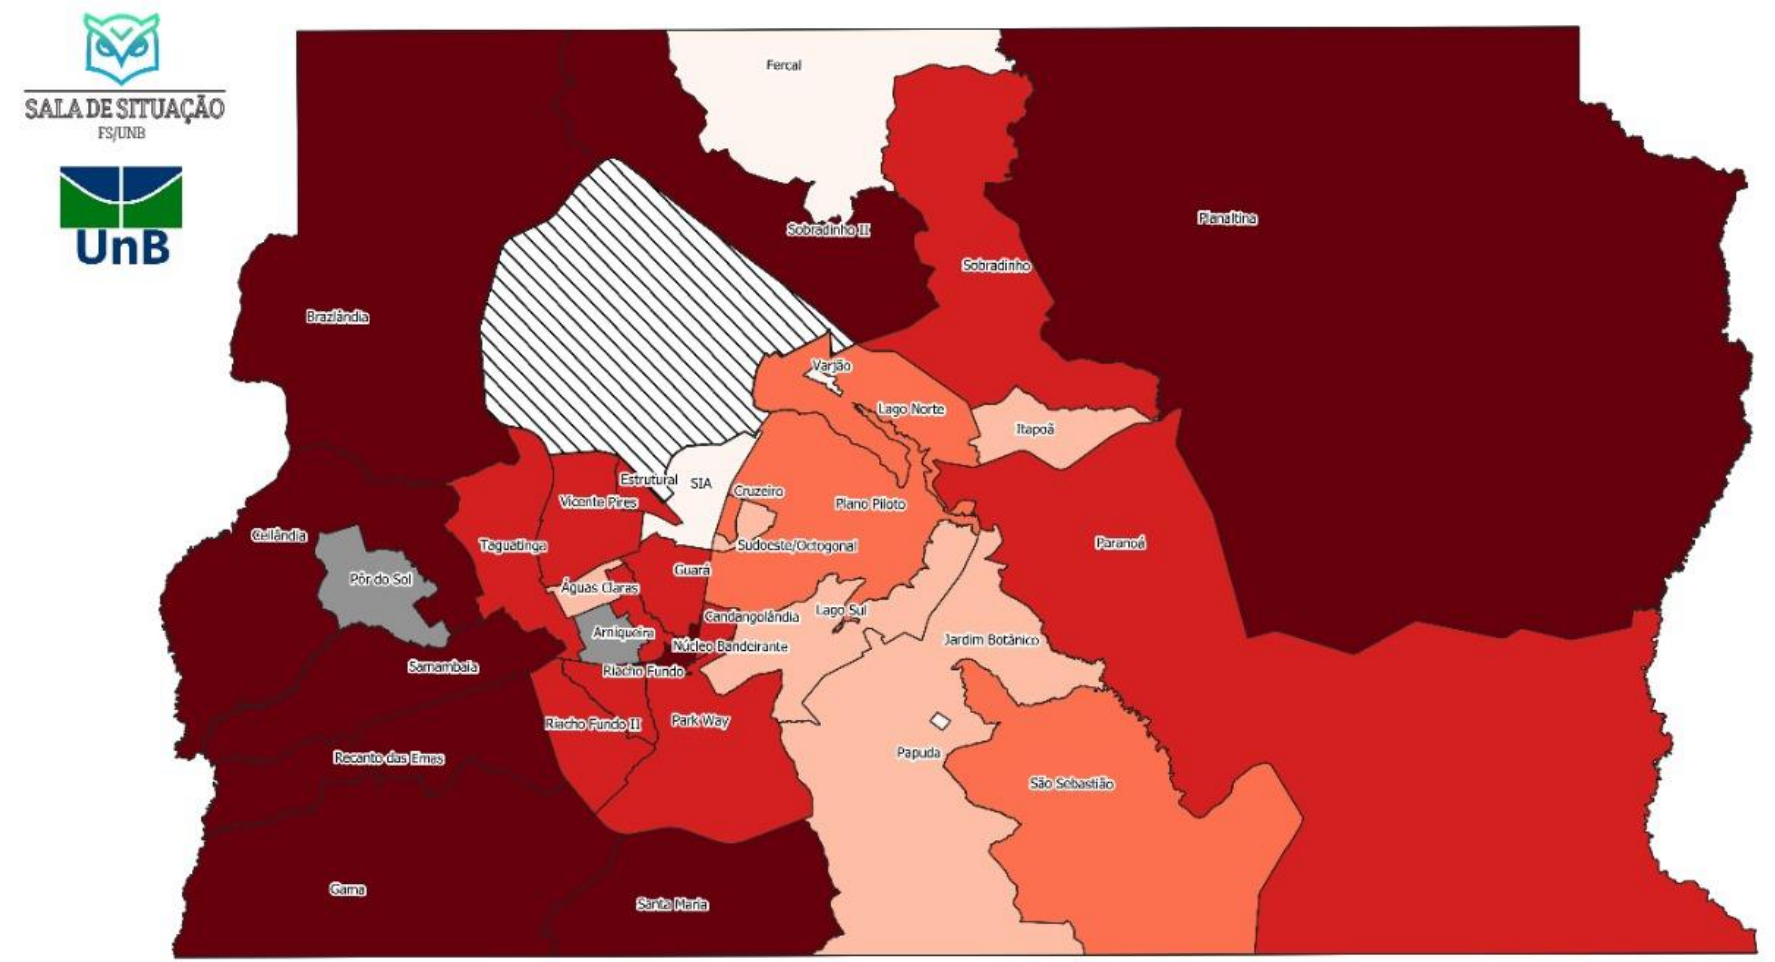 SALA DE SITUAÇÃO
FS/UNB
UnB
Fercal
Sobradinho II
Planaltina
Sobradinho
Brazlândia
Varjão
Lago Norte
Itapoã
Estrutural
SIA
Cruzeiro
Vicente Pires
Plano Piloto
Ceilândia
Taguatinga
Sudoeste/Octogonal
Paranoá
Guará
Pôr do Sol
Águas Claras
Candangolândia
Lago Sul
Arniqueira
Jardim Botânico
Núcleo Bandeirante
Samambaia
Riacho Fundo
Riacho Fundo II
Park Way
Recanto das Emas
Papuda
São Sebastião
Gama
Santa Maria